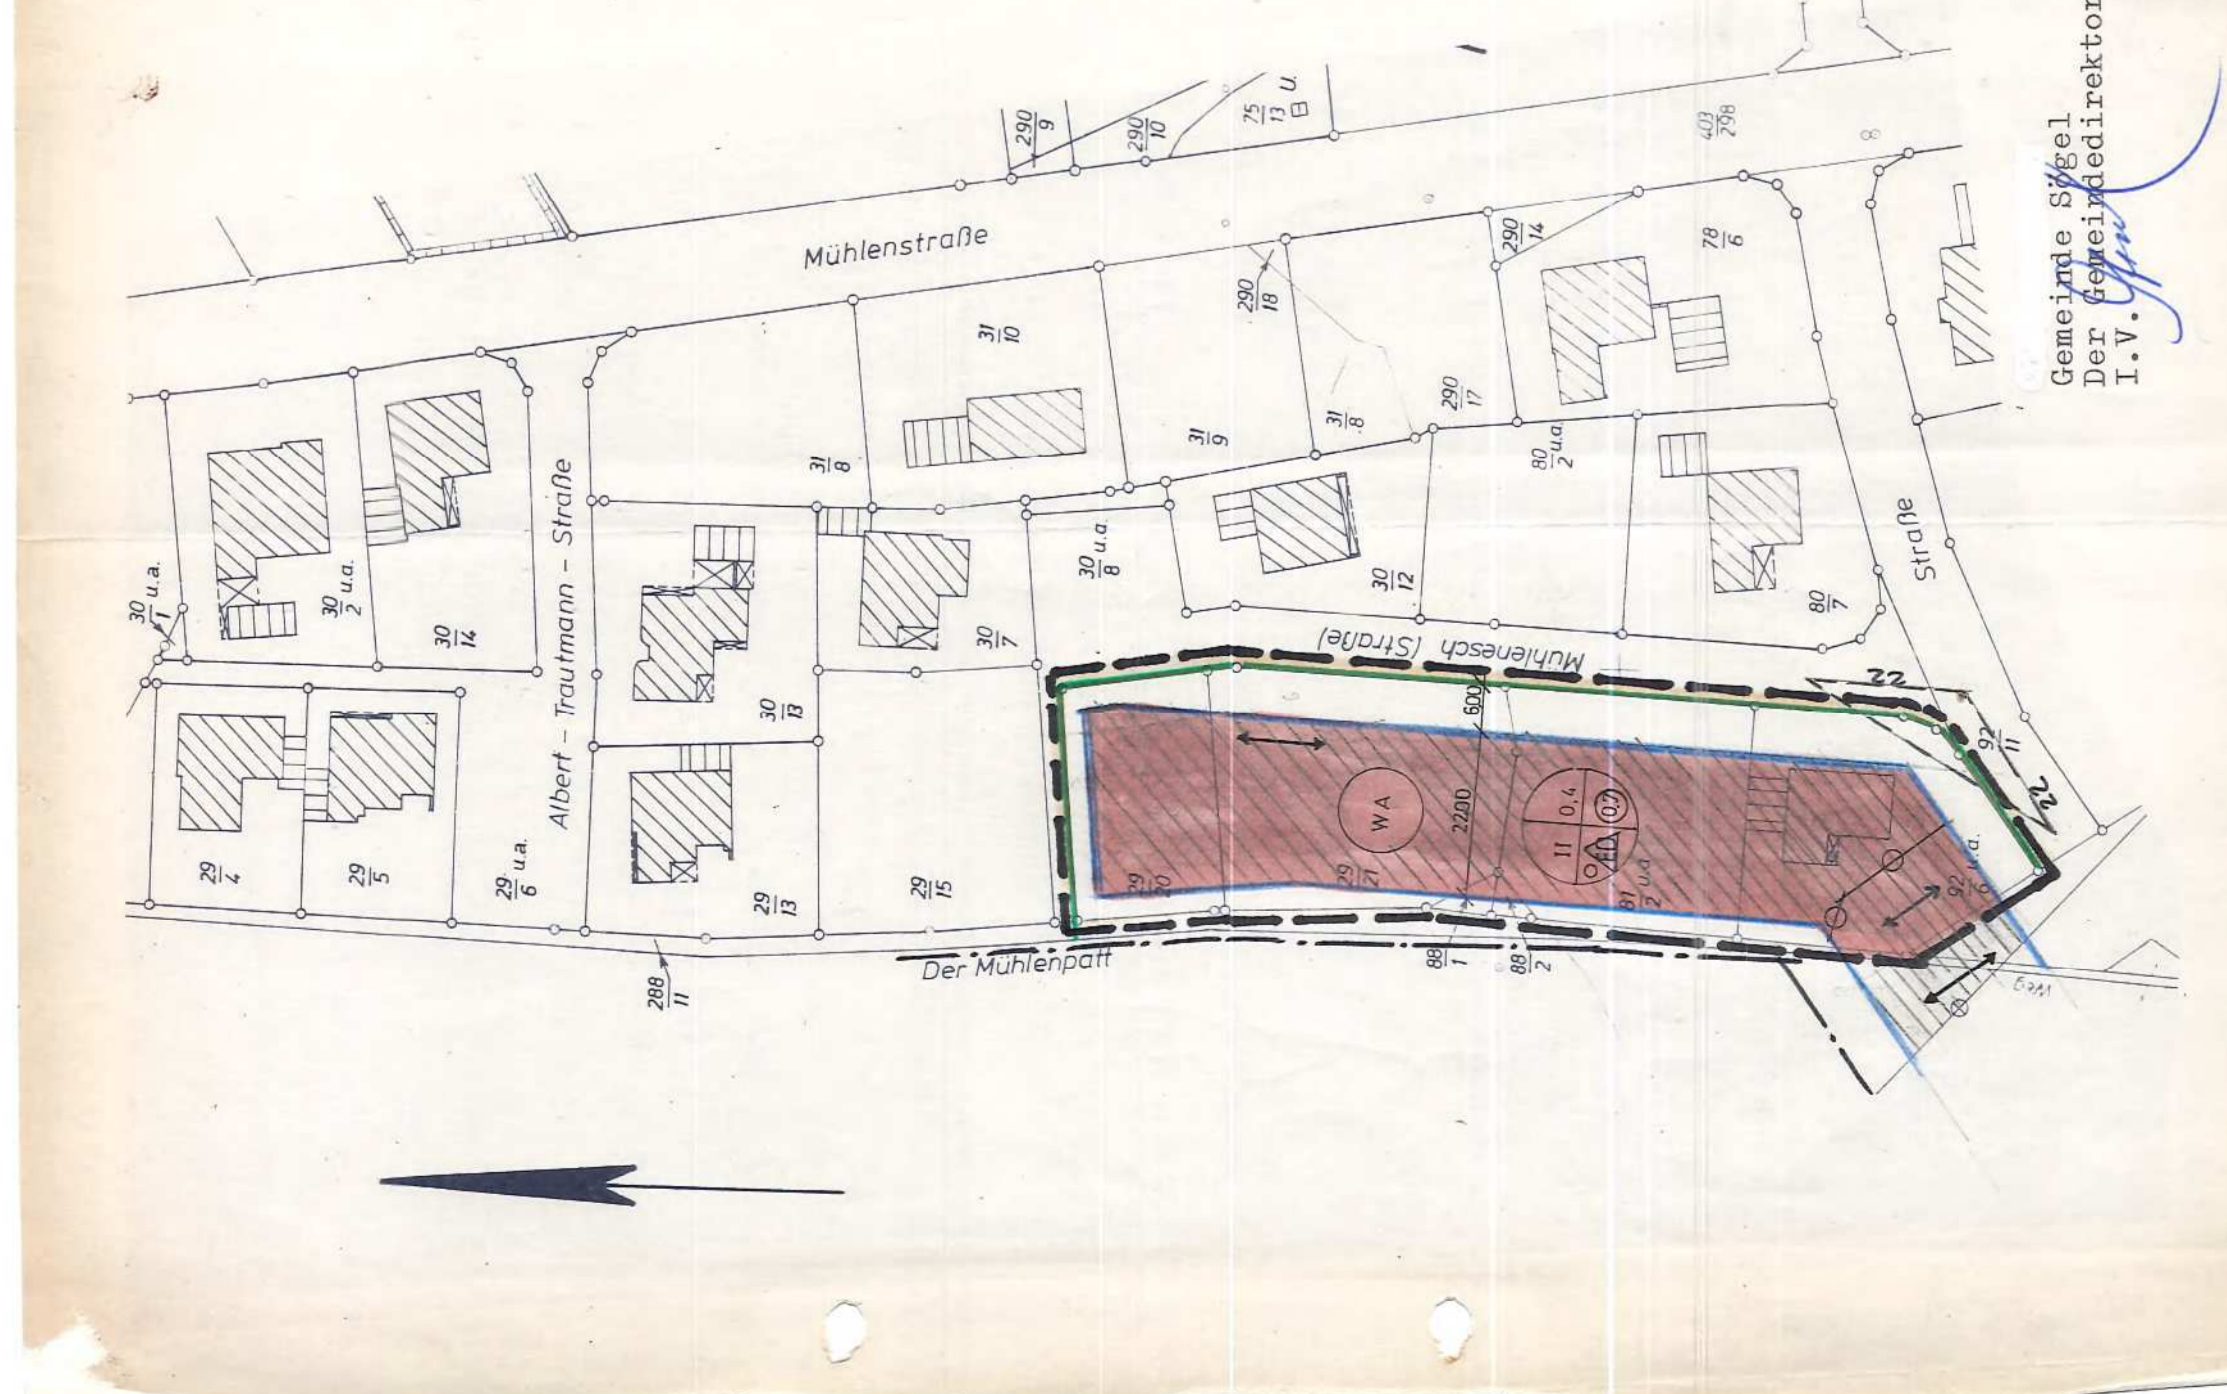 Gemeinde Sögel
Der Gemeindedirektor
I.V.
Mühlenstraße
Albert - Trautmann - Straße
Mühlenesch (Straße)
Straße
Der Mühlenpatt
Weg
290/9
290/10
75/13 U.
403/298
290/14
78/6
290/18
31/10
31/9
31/8
290/17
31/8
80/2 u.a.
30/1 u.a.
30/2 u.a.
30/14
30/8 u.a.
30/12
80/7
30/7
30/13
29/4
29/5
29/6 u.a.
29/13
29/15
29/20
29/21
81/2 u.a
92/11
92/6 u.a.
88/1
88/2
288/11
WA
II
0,4
0,7
O
ED
6,00
22,00
22
22